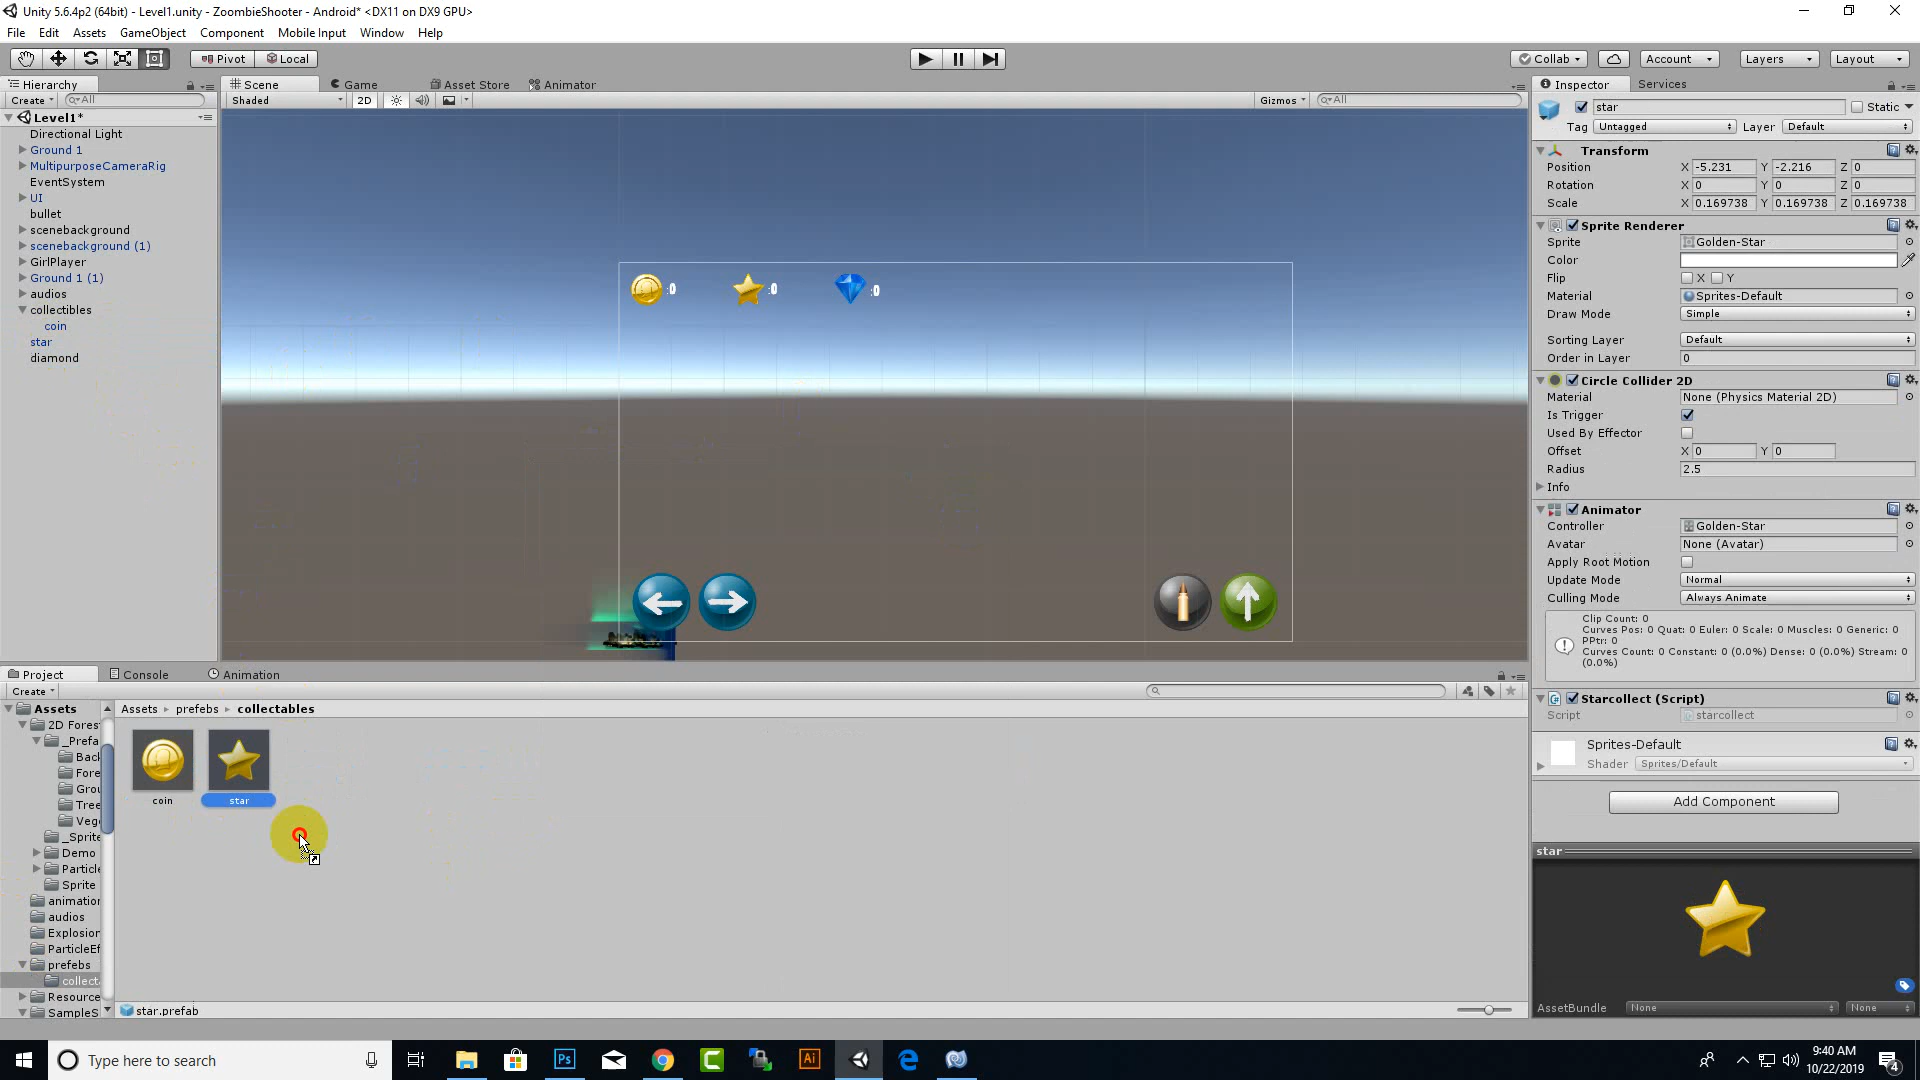 Unity 5.6.4p2 (64bit) - Level1.unity - ZoombieShooter - Android* <DX11 on DX9 GPU>
File Edit Assets GameObject Component Mobile Input Window Help
Pivot Local Collab Account Layers Layout
Hierarchy Scene Game Asset Store Animator Inspector Services
Create All Shaded 2D Gizmos All
Level1*
Directional Light
Ground 1
MultipurposeCameraRig
EventSystem
UI
bullet
scenebackground
scenebackground (1)
GirlPlayer
Ground 1 (1)
audios
collectibles
coin
star
diamond
:0 :0 :0
star Static
Tag Untagged Layer Default
Transform
Position X -5.231 Y -2.216 Z 0
Rotation X 0 Y 0 Z 0
Scale X 0.169738 Y 0.169738 Z 0.169738
Sprite Renderer
Sprite Golden-Star
Color
Flip X Y
Material Sprites-Default
Draw Mode Simple
Sorting Layer Default
Order in Layer 0
Circle Collider 2D
Material None (Physics Material 2D)
Is Trigger
Used By Effector
Offset X 0 Y 0
Radius 2.5
Info
Animator
Controller Golden-Star
Avatar None (Avatar)
Apply Root Motion
Update Mode Normal
Culling Mode Always Animate
Clip Count: 0
Curves Pos: 0 Quat: 0 Euler: 0 Scale: 0 Muscles: 0 Generic: 0
PPtr: 0
Curves Count: 0 Constant: 0 (0.0%) Dense: 0 (0.0%) Stream: 0
(0.0%)
Starcollect (Script)
Script starcollect
Sprites-Default
Shader Sprites/Default
Add Component
star
AssetBundle None None
Project Console Animation
Create
Assets
2D Fores
_Prefa
Back
Fore
Grou
Tree
Vege
_Sprite
Demo
Particle
Sprite
animation
audios
Explosion
ParticleEf
prefebs
collecta
Resource
SampleS
Assets prefebs collectables
coin star
star.prefab
Type here to search
Ps Ai
9:40 AM
10/22/2019
4